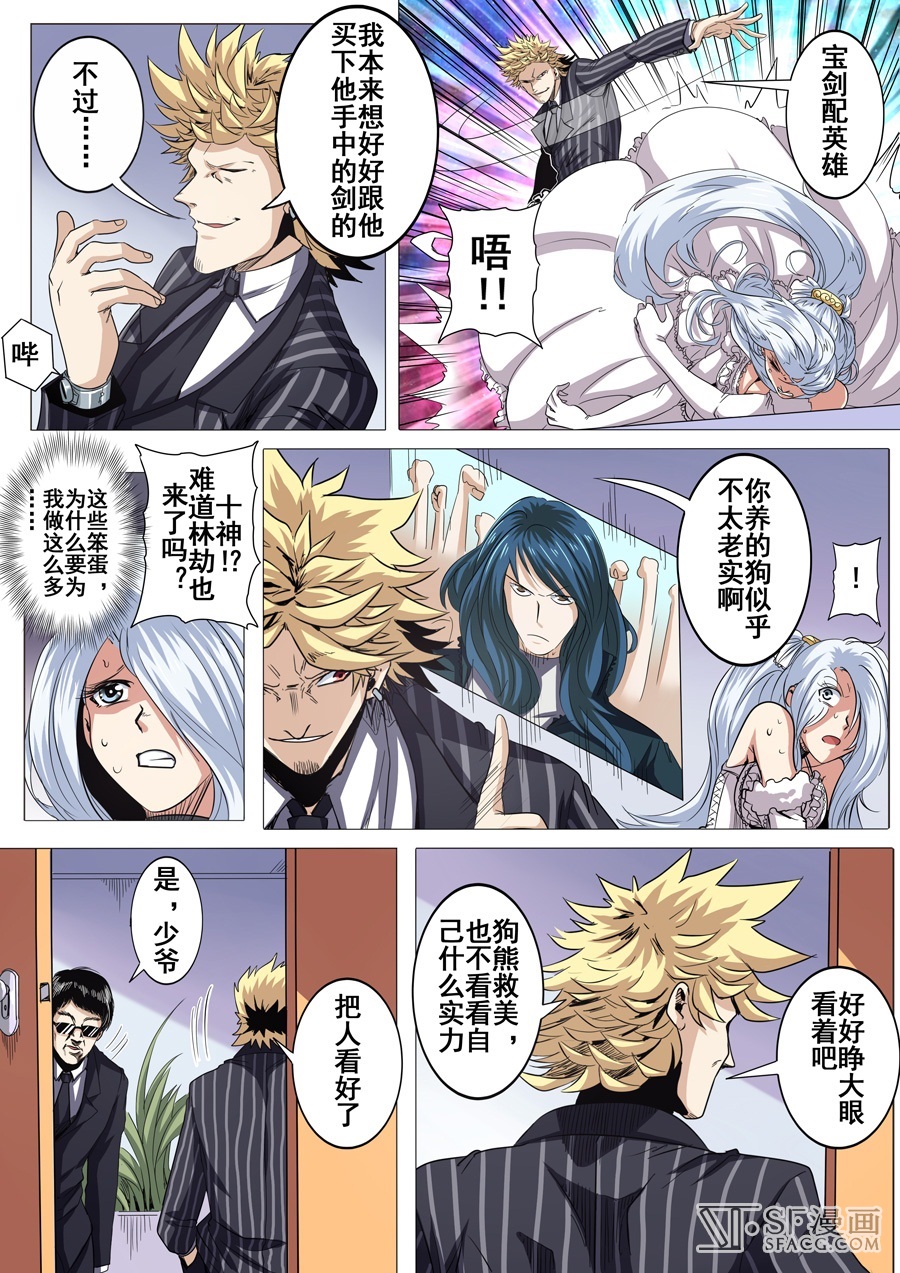 宝剑配英雄
唔!!
我本来想好好跟他
买下他手中的剑的
不过……
哔
!
你养的狗似乎
不太老实啊
十神!?
难道林劫也
来了吗?
这些笨蛋,
为什么要为
我做这么多
……
好好睁大眼
看着吧
狗熊救美,
也不看看自
己什么实力
把人看好了
是,少爷
SF漫画
SFACG.COM